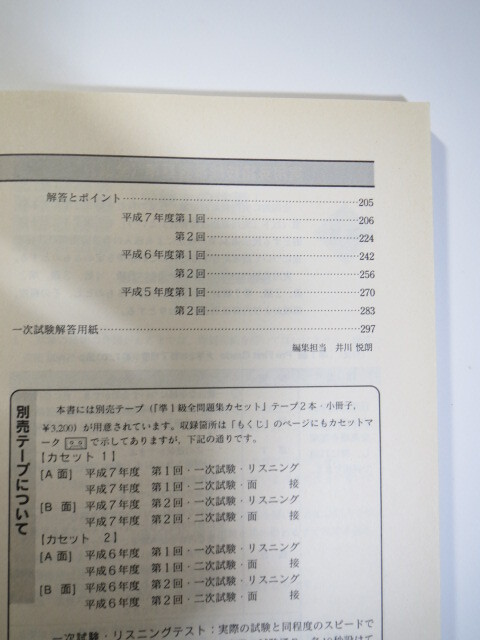 解答とポイント……205
平成7年度第1回……206
第2回……224
平成6年度第1回……242
第2回……256
平成5年度第1回……270
第2回……283
一次試験解答用紙……297
編集担当 井川 悦朗
別売テープについて
本書には別売テープ(『準1級全問題集カセット』テープ2本・小冊子,
¥3,200)が用意されています。収録箇所は「もくじ」のページにもカセットマ
ーク で示してありますが,下記の通りです。
【カセット 1】
[A 面] 平成7年度 第1回・一次試験・リスニング
平成7年度 第1回・二次試験・面 接
[B 面] 平成7年度 第2回・一次試験・リスニング
平成7年度 第2回・二次試験・面 接
【カセット 2】
[A 面] 平成6年度 第1回・一次試験・リスニング
平成6年度 第1回・二次試験・面 接
[B 面] 平成6年度 第2回・一次試験・リスニング
平成6年度 第2回・二次試験・面 接
一次試験・リスニングテスト:実際の試験と同程度のスピードで